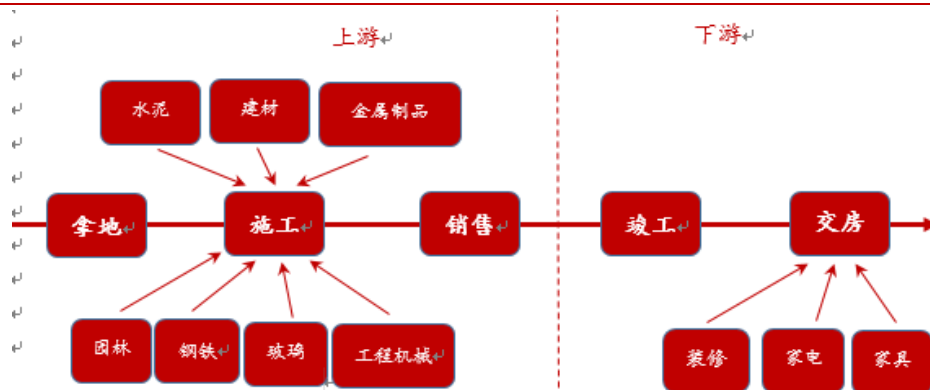 上游
下游
水泥
建材
金属制品
拿地
施工
销售
竣工
交房
园林
钢铁
玻璃
工程机械
装修
家电
家具